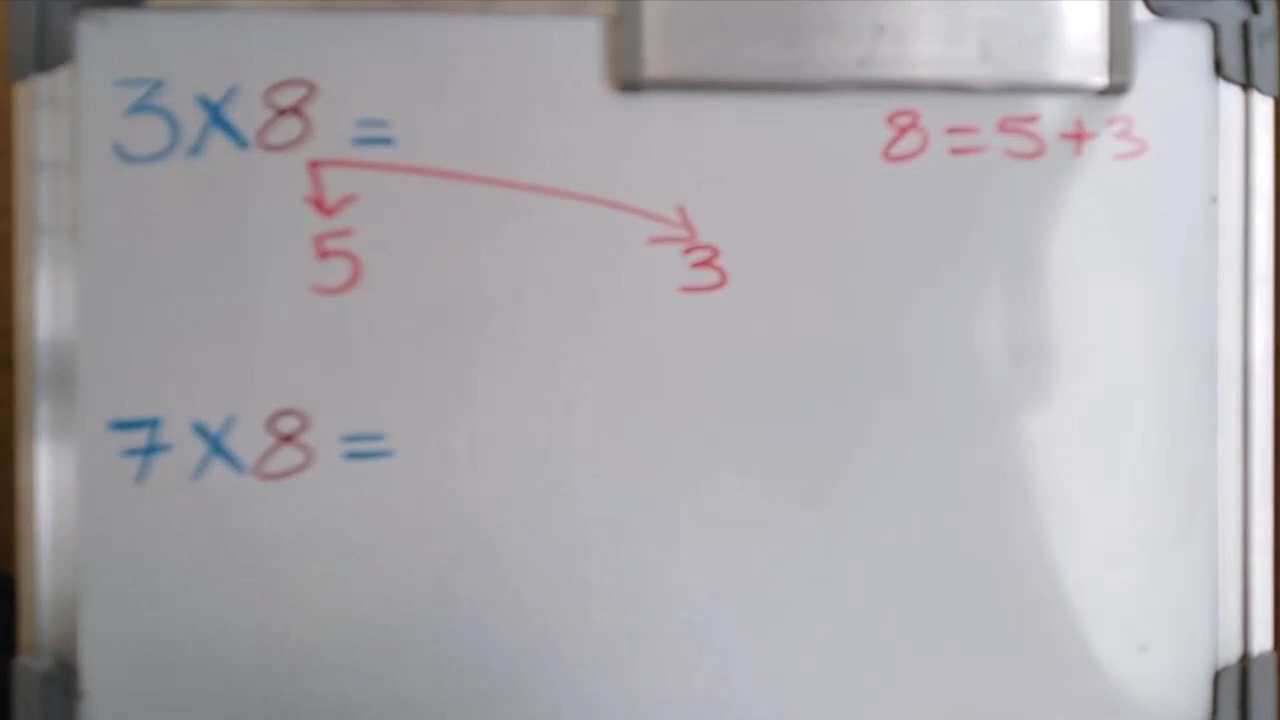 3x8 =
8=5+3
5 3
7x8=